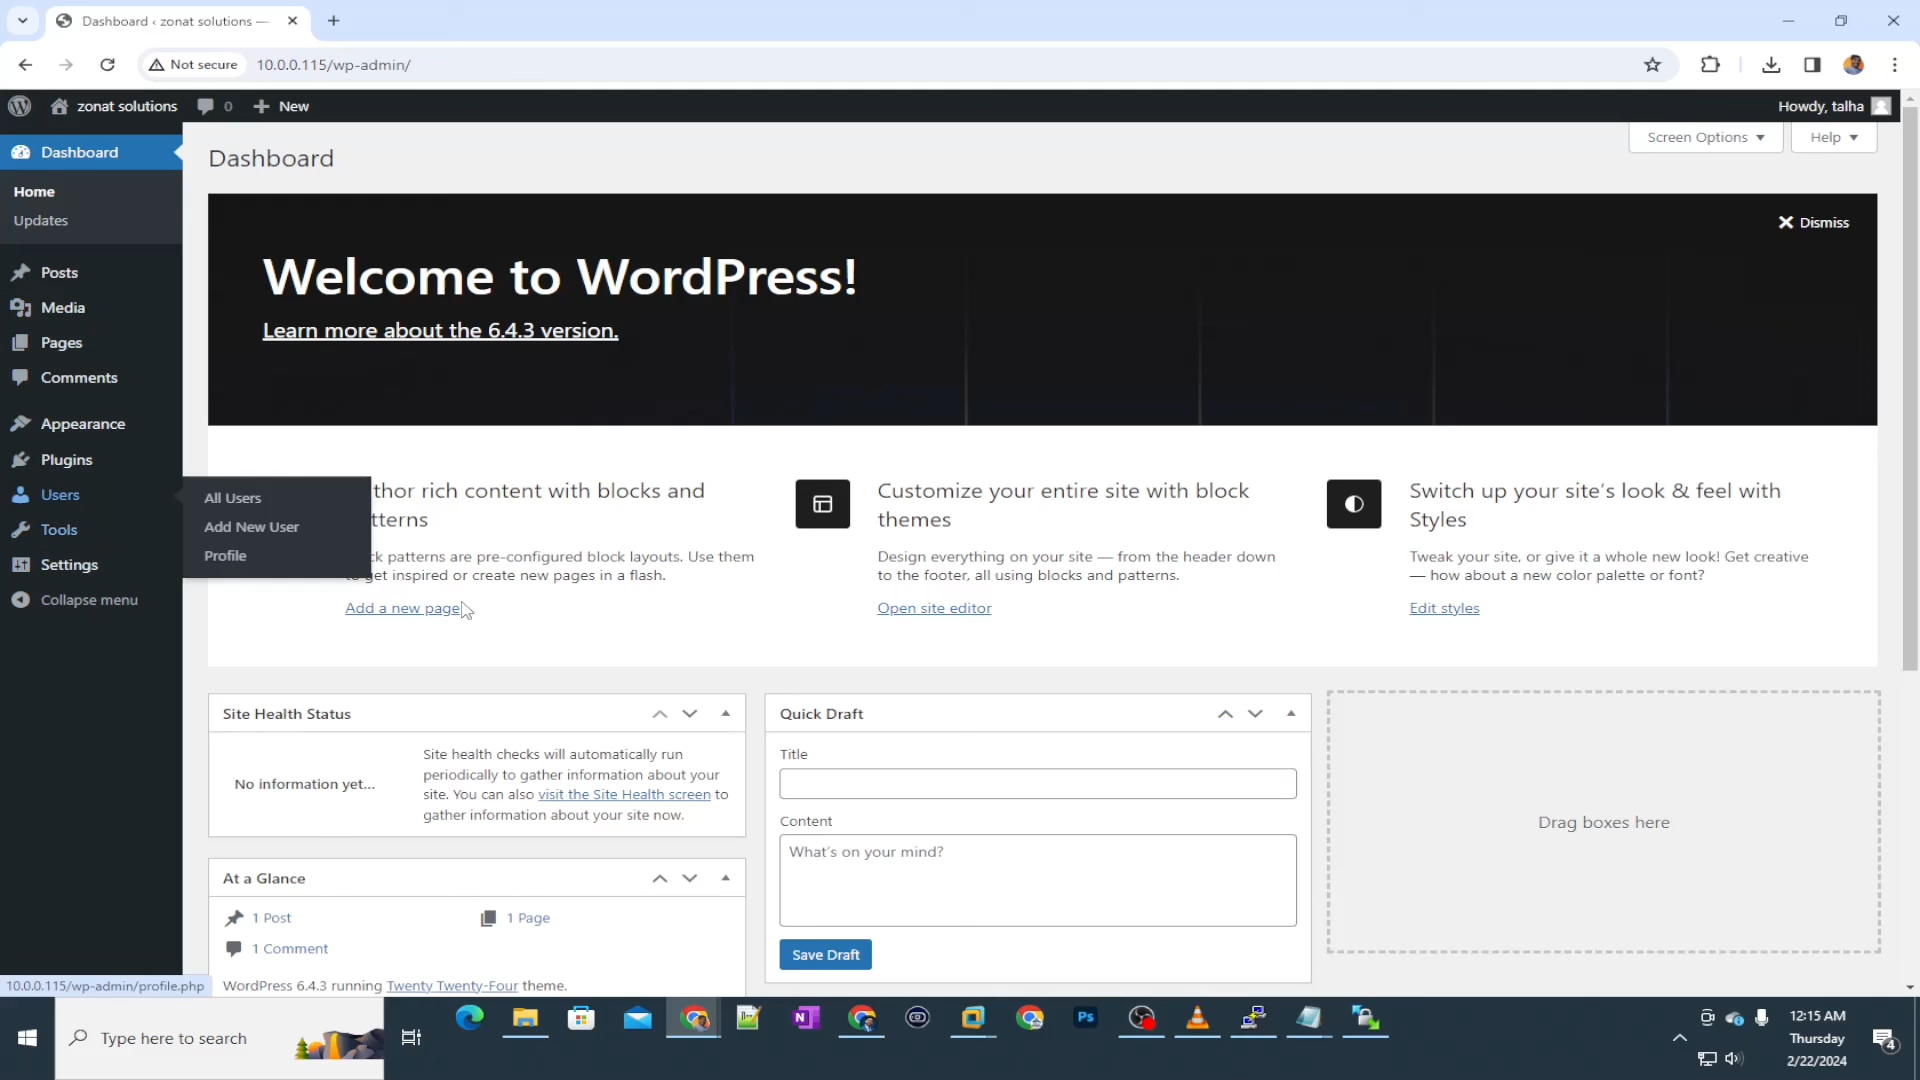 Dashboard ‹ zonat solutions —
Not secure
10.0.0.115/wp-admin/
zonat solutions
0
New
Howdy, talha
Dashboard
Home
Updates
Posts
Media
Pages
Comments
Appearance
Plugins
Users
Tools
Settings
Collapse menu
All Users
Add New User
Profile
Screen Options
Help
Dashboard
Dismiss
Welcome to WordPress!
Learn more about the 6.4.3 version.
thor rich content with blocks and
tterns
ck patterns are pre-configured block layouts. Use them
to get inspired or create new pages in a flash.
Add a new page
Customize your entire site with block
themes
Design everything on your site — from the header down
to the footer, all using blocks and patterns.
Open site editor
Switch up your site's look & feel with
Styles
Tweak your site, or give it a whole new look! Get creative
— how about a new color palette or font?
Edit styles
Site Health Status
No information yet...
Site health checks will automatically run
periodically to gather information about your
site. You can also visit the Site Health screen to
gather information about your site now.
At a Glance
1 Post
1 Page
1 Comment
WordPress 6.4.3 running Twenty Twenty-Four theme.
Quick Draft
Title
Content
What's on your mind?
Save Draft
Drag boxes here
10.0.0.115/wp-admin/profile.php
Type here to search
N
Ps
12:15 AM
Thursday
2/22/2024
4